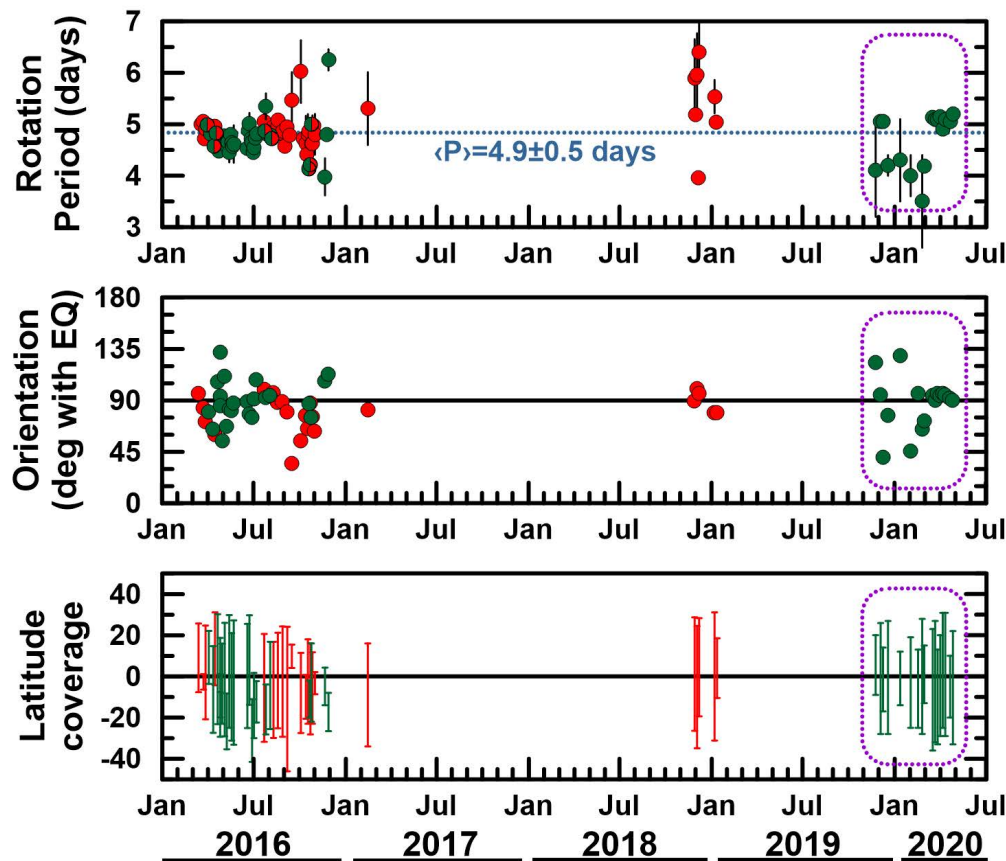 Rotation
Period (days)
7
6
5
4
3
‹P›=4.9±0.5 days
Jan Jul Jan Jul Jan Jul Jan Jul Jan Jul
Orientation
(deg with EQ)
180
135
90
45
0
Jan Jul Jan Jul Jan Jul Jan Jul Jan Jul
Latitude
coverage
40
20
0
-20
-40
Jan Jul Jan Jul Jan Jul Jan Jul Jan Jul
2016 2017 2018 2019 2020